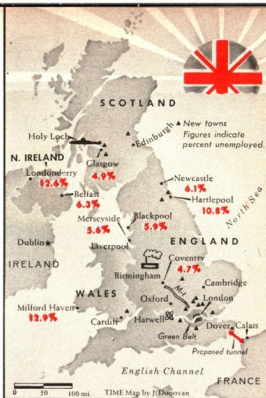 SCOTLAND
▲ New towns
Figures indicate
percent unemployed.
Holy Loch
Edinburgh
Glasgow
4.9%
N. IRELAND
Londonderry
12.6%
Belfast
6.3%
Newcastle
6.1%
Hartlepool
10.8%
North Sea
Merseyside
5.6%
Blackpool
5.9%
Dublin★
Liverpool
ENGLAND
IRELAND
Coventry
4.7%
Birmingham
Cambridge
WALES
Oxford
London
Milford Haven
12.9%
Cardiff
Harwell
Green Belt
Dover
Calais
Proposed tunnel
English Channel
FRANCE
0 50 100 mi.
TIME Map by J. Donovan